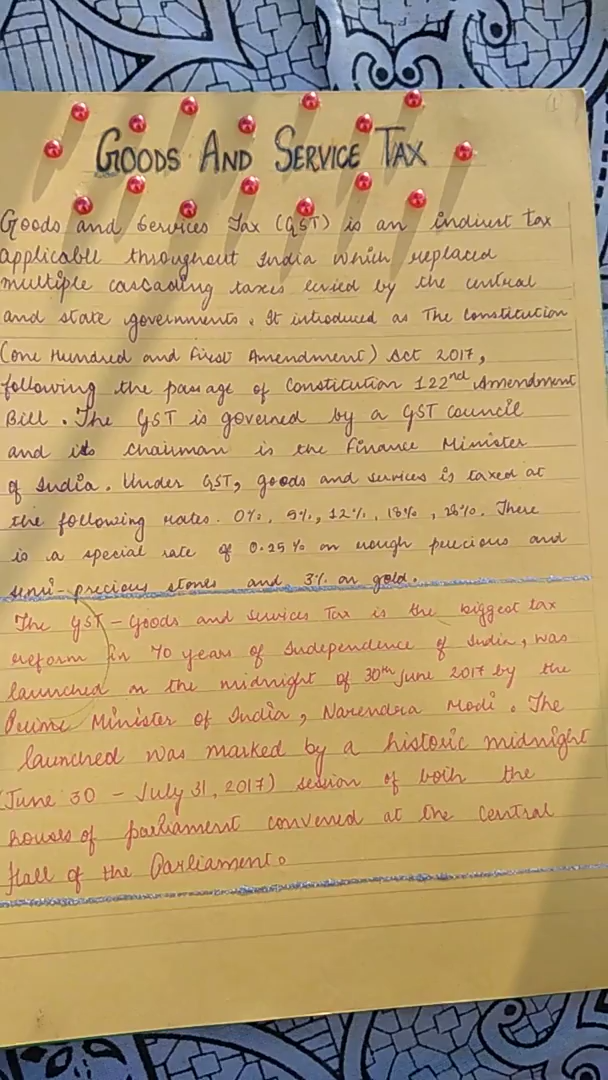 GOODS AND SERVICE TAX
Goods and Services Tax (GST) is an indirect tax
applicable throughout India which replaced
multiple cascading taxes levied by the central
and state governments. It introduced as The Constitution
(One Hundred and First Amendment) Act 2017,
following the passage of Constitution 122nd Amendment
Bill. The GST is governed by a GST council
and its chairman is the Finance Minister
of India. Under GST, goods and services is taxed at
the following rates. 0%, 5%, 12%, 18%, 28%. There
is a special rate of 0.25% on rough precious and
semi-precious stones and 3% on gold.
The GST - Goods and Services Tax is the biggest tax
reform in 70 years of Independence of India, was
launched on the midnight of 30th June 2017 by the
Prime Minister of India, Narendra Modi. The
launched was marked by a historic midnight
(June 30 - July 31, 2017) session of both the
houses of parliament convened at the central
Hall of the Parliament.